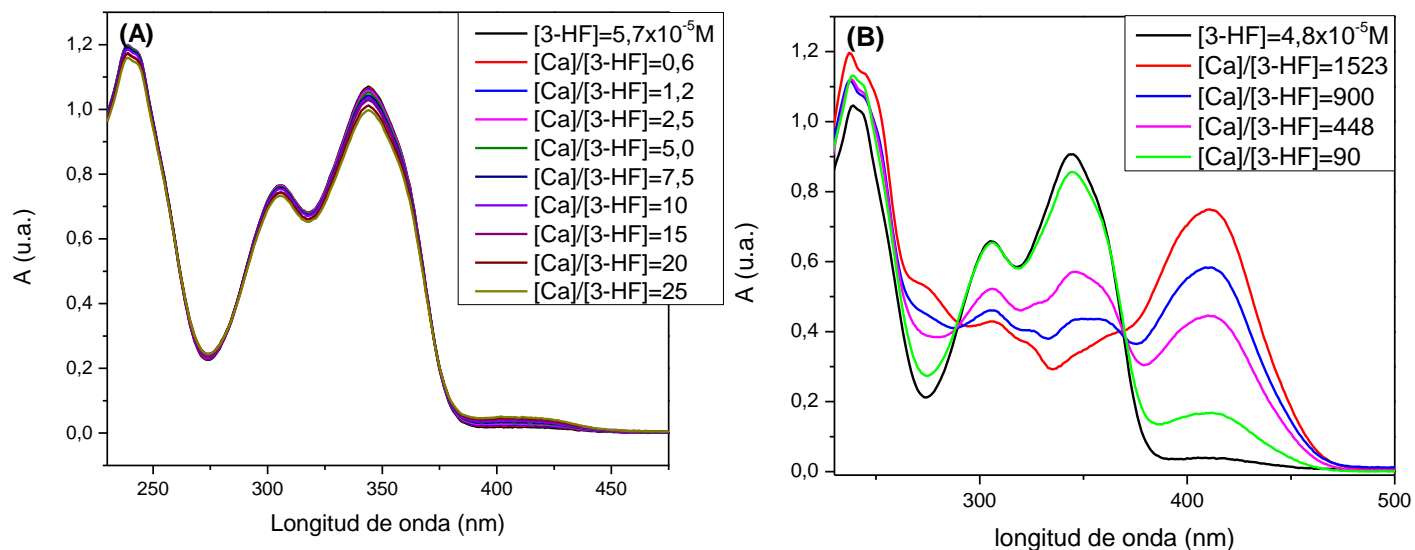 (A)
[3-HF]=5,7x10⁻⁵M
[Ca]/[3-HF]=0,6
[Ca]/[3-HF]=1,2
[Ca]/[3-HF]=2,5
[Ca]/[3-HF]=5,0
[Ca]/[3-HF]=7,5
[Ca]/[3-HF]=10
[Ca]/[3-HF]=15
[Ca]/[3-HF]=20
[Ca]/[3-HF]=25
1,2
1,0
0,8
0,6
0,4
0,2
0,0
A (u.a.)
250 300 350 400 450
Longitud de onda (nm)
(B)
[3-HF]=4,8x10⁻⁵M
[Ca]/[3-HF]=1523
[Ca]/[3-HF]=900
[Ca]/[3-HF]=448
[Ca]/[3-HF]=90
1,2
1,0
0,8
0,6
0,4
0,2
0,0
A (u.a.)
300 400 500
longitud de onda (nm)